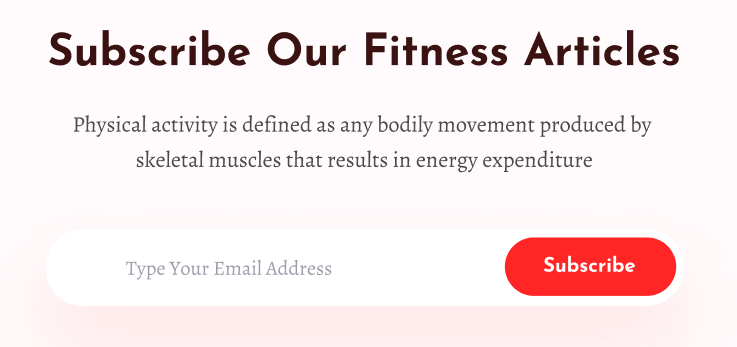 Subscribe Our Fitness Articles
Physical activity is defined as any bodily movement produced by
skeletal muscles that results in energy expenditure
Type Your Email Address
Subscribe